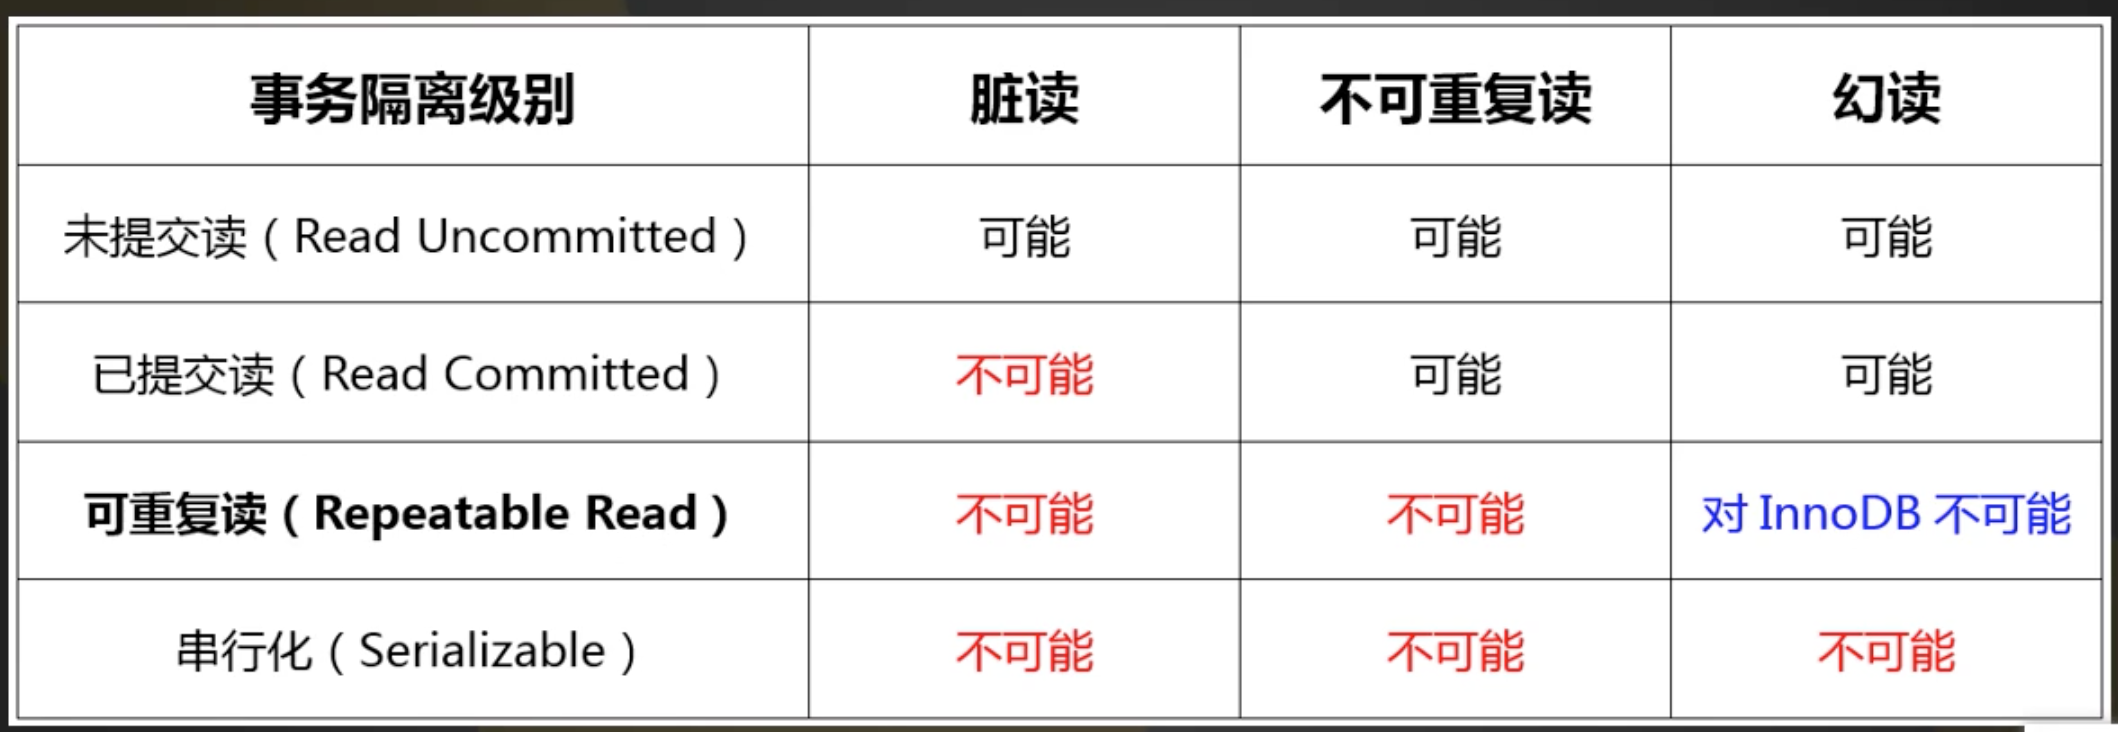 事务隔离级别 脏读 不可重复读 幻读
未提交读（Read Uncommitted） 可能 可能 可能
已提交读（Read Committed） 不可能 可能 可能
可重复读（Repeatable Read） 不可能 不可能 对 InnoDB 不可能
串行化（Serializable） 不可能 不可能 不可能